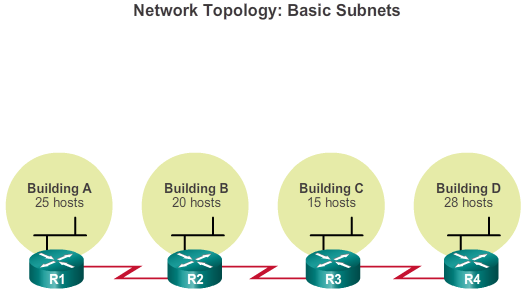 Network Topology: Basic Subnets
Building A
25 hosts
Building B
20 hosts
Building C
15 hosts
Building D
28 hosts
R1
R2
R3
R4